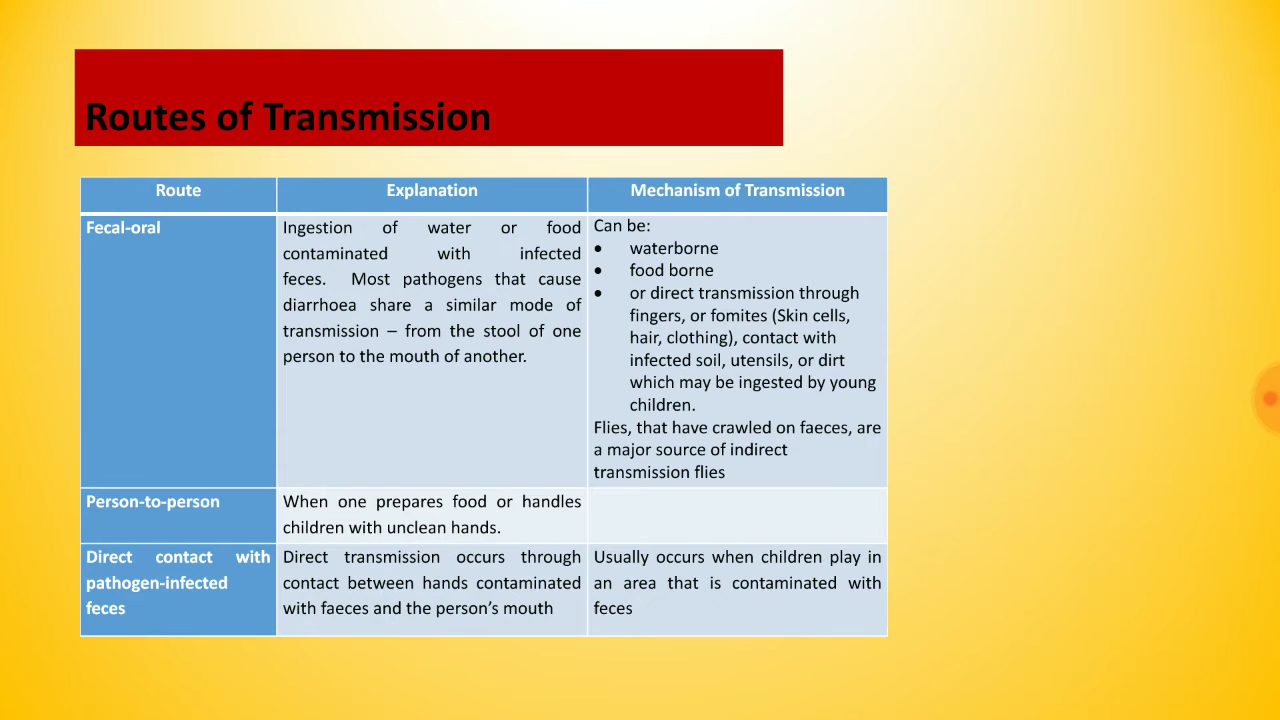 Routes of Transmission
Route
Explanation
Mechanism of Transmission
Fecal-oral
Ingestion of water or food
contaminated with infected
feces. Most pathogens that cause
diarrhoea share a similar mode of
transmission – from the stool of one
person to the mouth of another.
Can be:
• waterborne
• food borne
• or direct transmission through
fingers, or fomites (Skin cells,
hair, clothing), contact with
infected soil, utensils, or dirt
which may be ingested by young
children.
Flies, that have crawled on faeces, are
a major source of indirect
transmission flies
Person-to-person
When one prepares food or handles
children with unclean hands.
Direct contact with
pathogen-infected
feces
Direct transmission occurs through
contact between hands contaminated
with faeces and the person's mouth
Usually occurs when children play in
an area that is contaminated with
feces